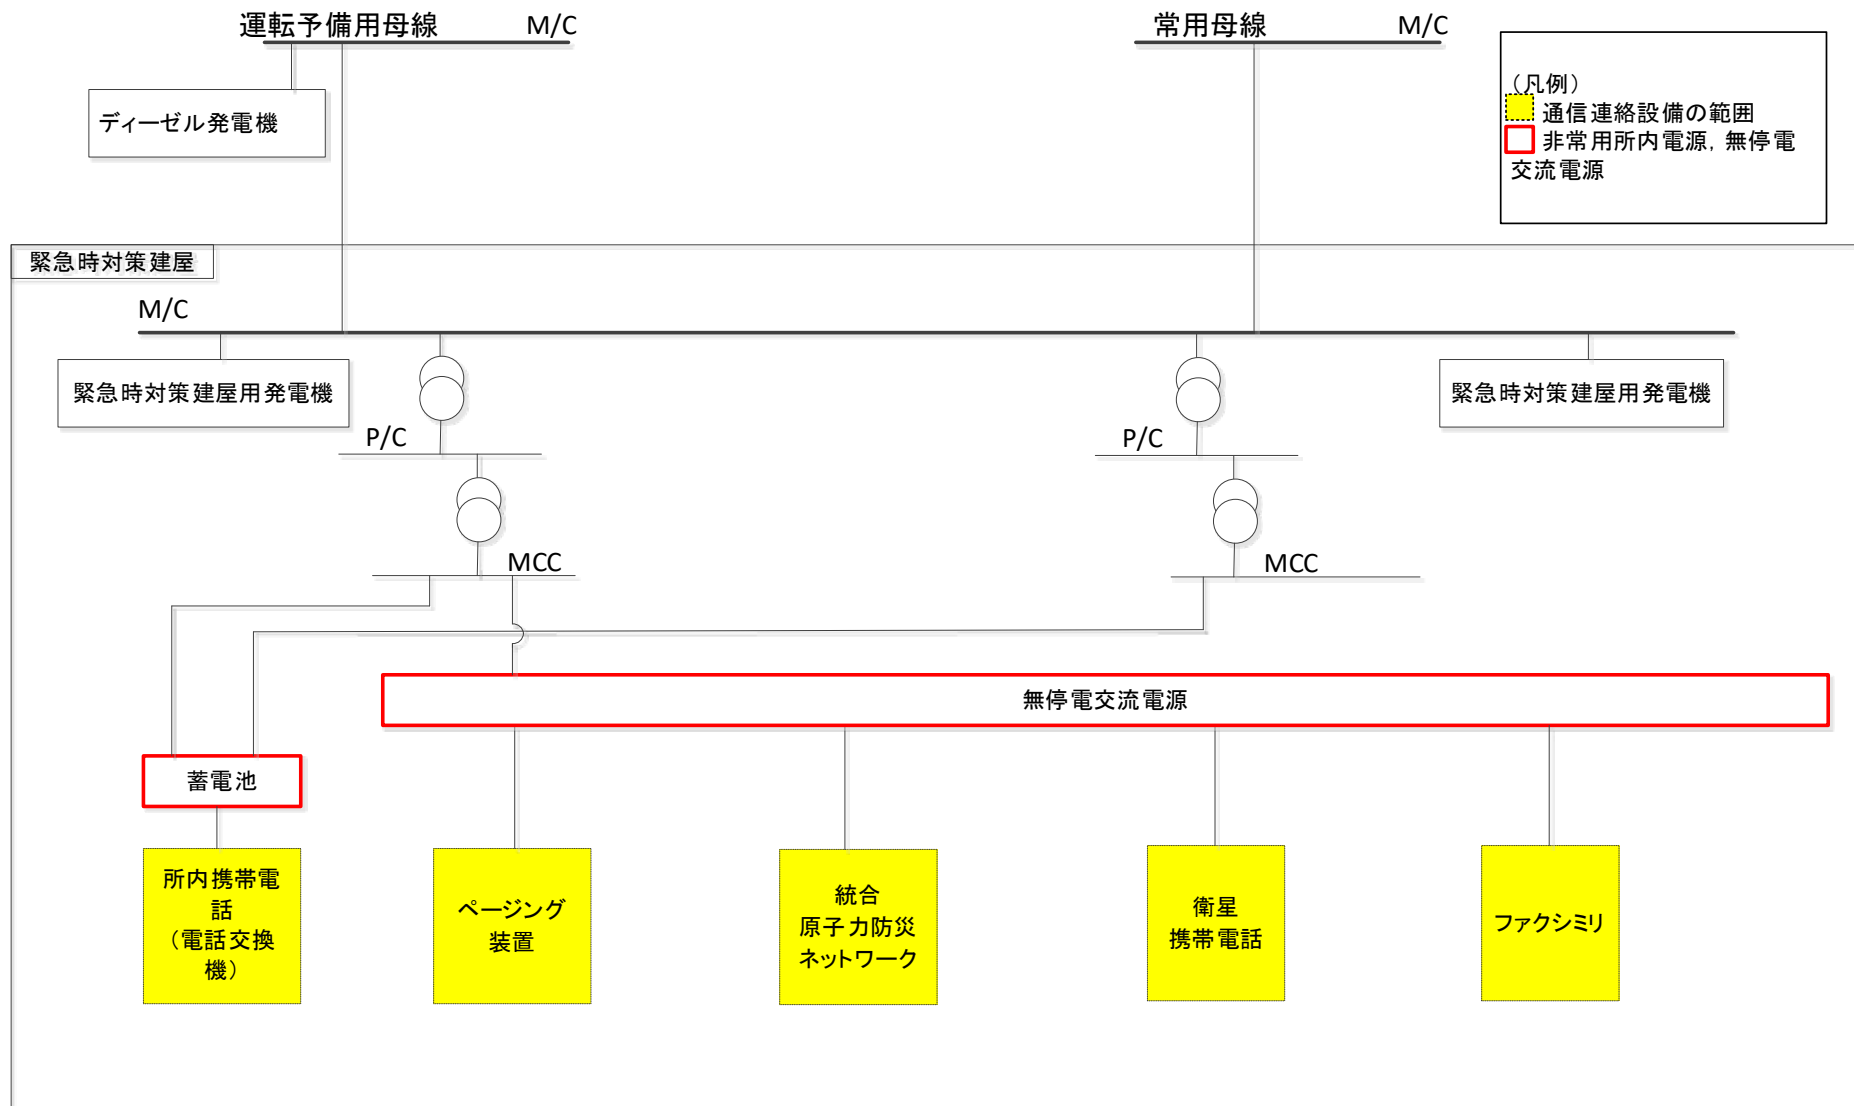 運転予備用母線 M/C
常用母線 M/C
(凡例)
通信連絡設備の範囲
非常用所内電源, 無停電
交流電源
ディーゼル発電機
緊急時対策建屋
M/C
緊急時対策建屋用発電機
緊急時対策建屋用発電機
P/C
P/C
MCC
MCC
無停電交流電源
蓄電池
所内携帯電
話
(電話交換
機)
ページング
装置
統合
原子力防災
ネットワーク
衛星
携帯電話
ファクシミリ